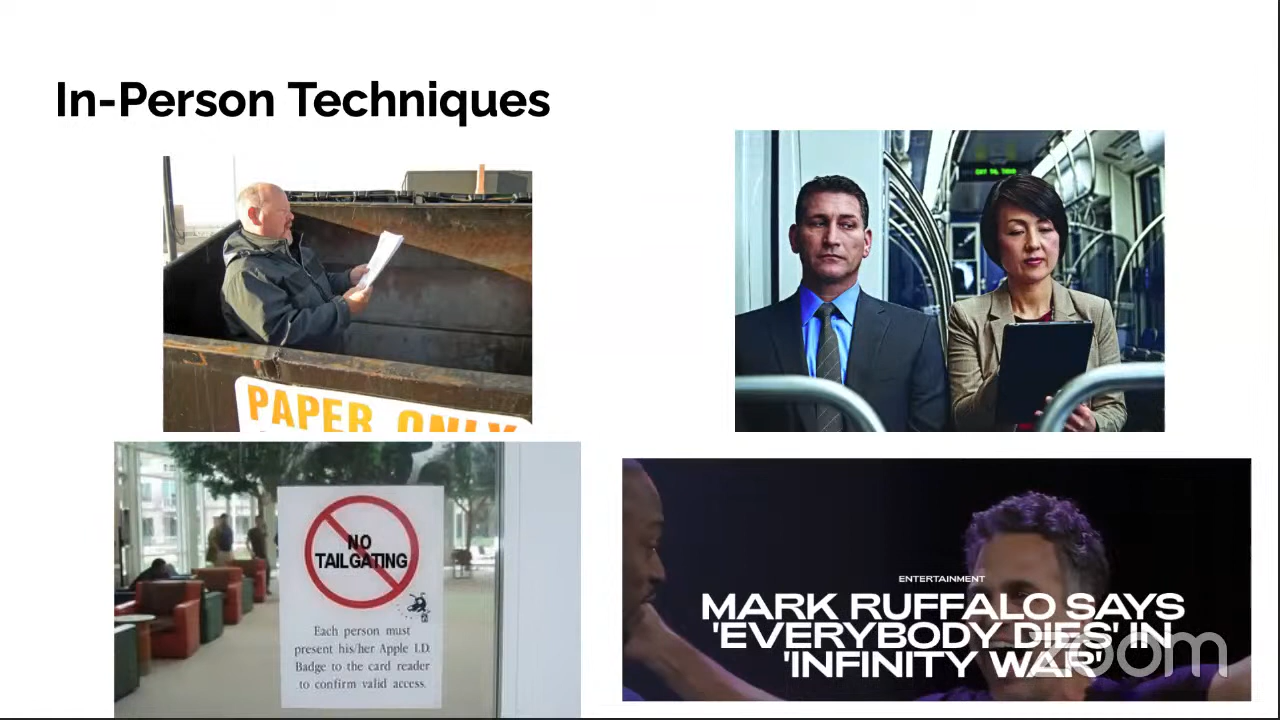 In-Person Techniques
PAPER ONLY
NO
TAILGATING
Each person must
present his/her Apple I.D.
Badge to the card reader
to confirm valid access.
ENTERTAINMENT
MARK RUFFALO SAYS
'EVERYBODY DIES' IN
'INFINITY WAR'
zoom